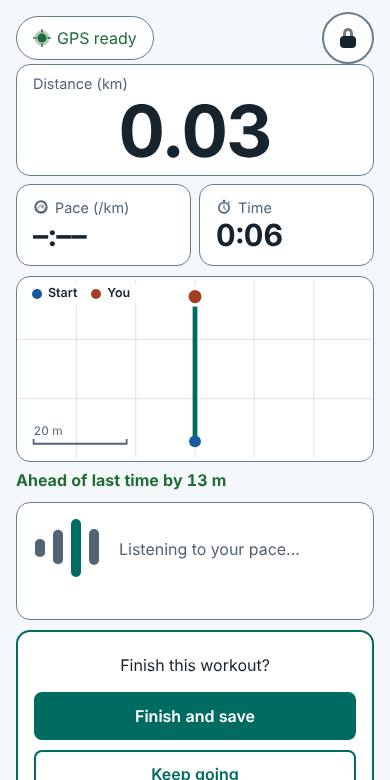 GPS ready
Distance (km)
0.03
Pace (/km)
–:––
Time
0:06
Start
You
20 m
Ahead of last time by 13 m
Listening to your pace...
Finish this workout?
Finish and save
Keep going